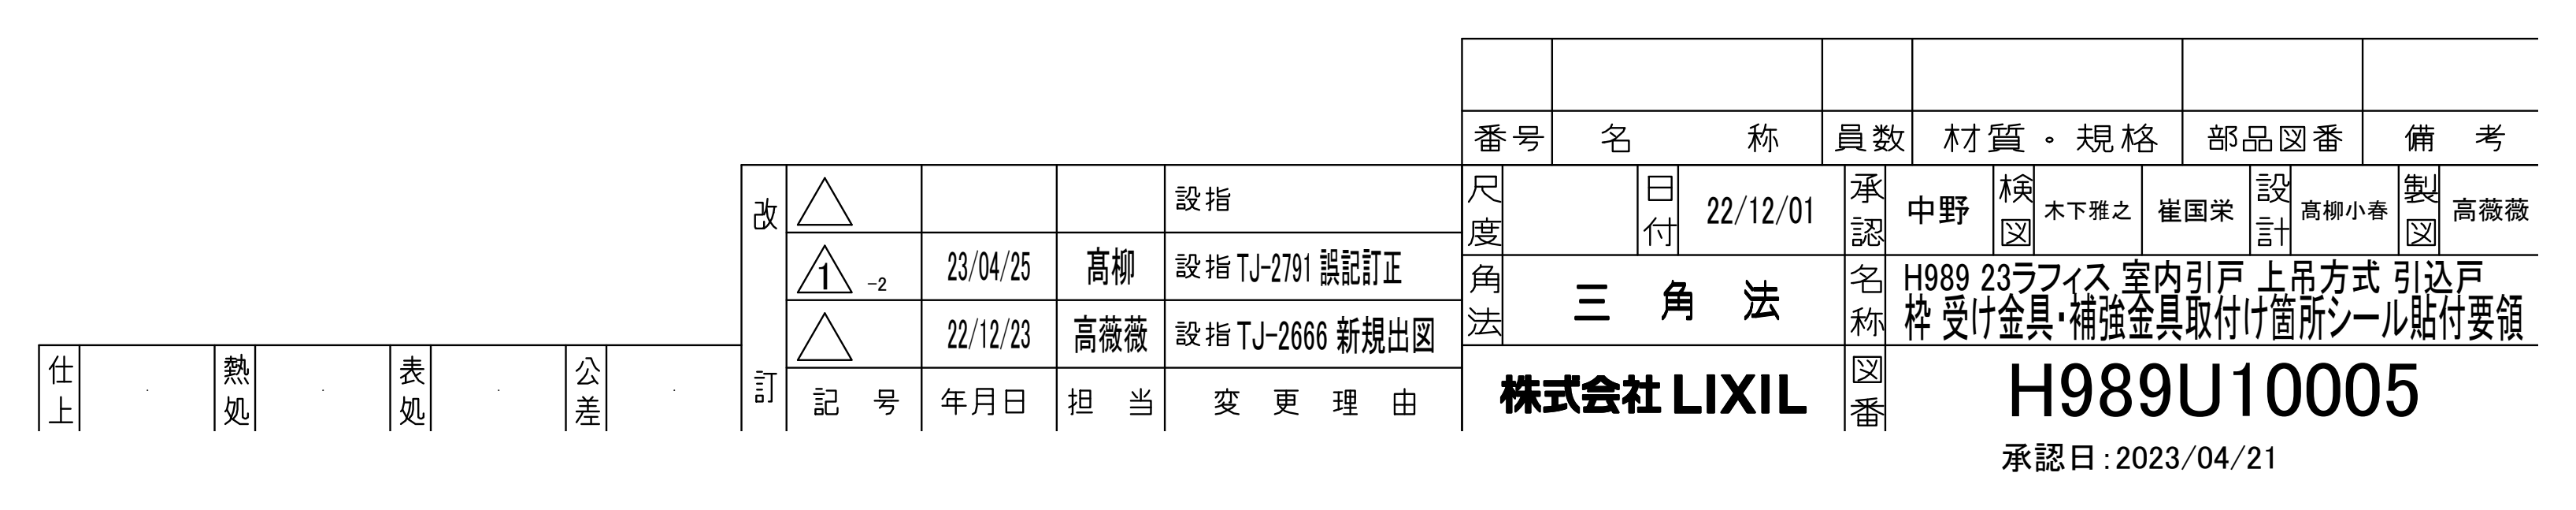 番号 名 称 員数 材質・規格 部品図番 備 考
改訂
設指
1 -2 23/04/25 髙柳 設指 TJ-2791 誤記訂正
22/12/23 高薇薇 設指 TJ-2666 新規出図
記 号 年月日 担 当 変 更 理 由
尺度 日付 22/12/01 承認 中野 検図 木下雅之 崔国栄 設計 髙柳小春 製図 高薇薇
角法 三 角 法 名称 H989 23ラフィス 室内引戸 上吊方式 引込戸
枠 受け金具・補強金具取付け箇所シール貼付要領
仕上 熱処 表処 公差
株式会社 LIXIL 図番 H989U10005
承認日:2023/04/21